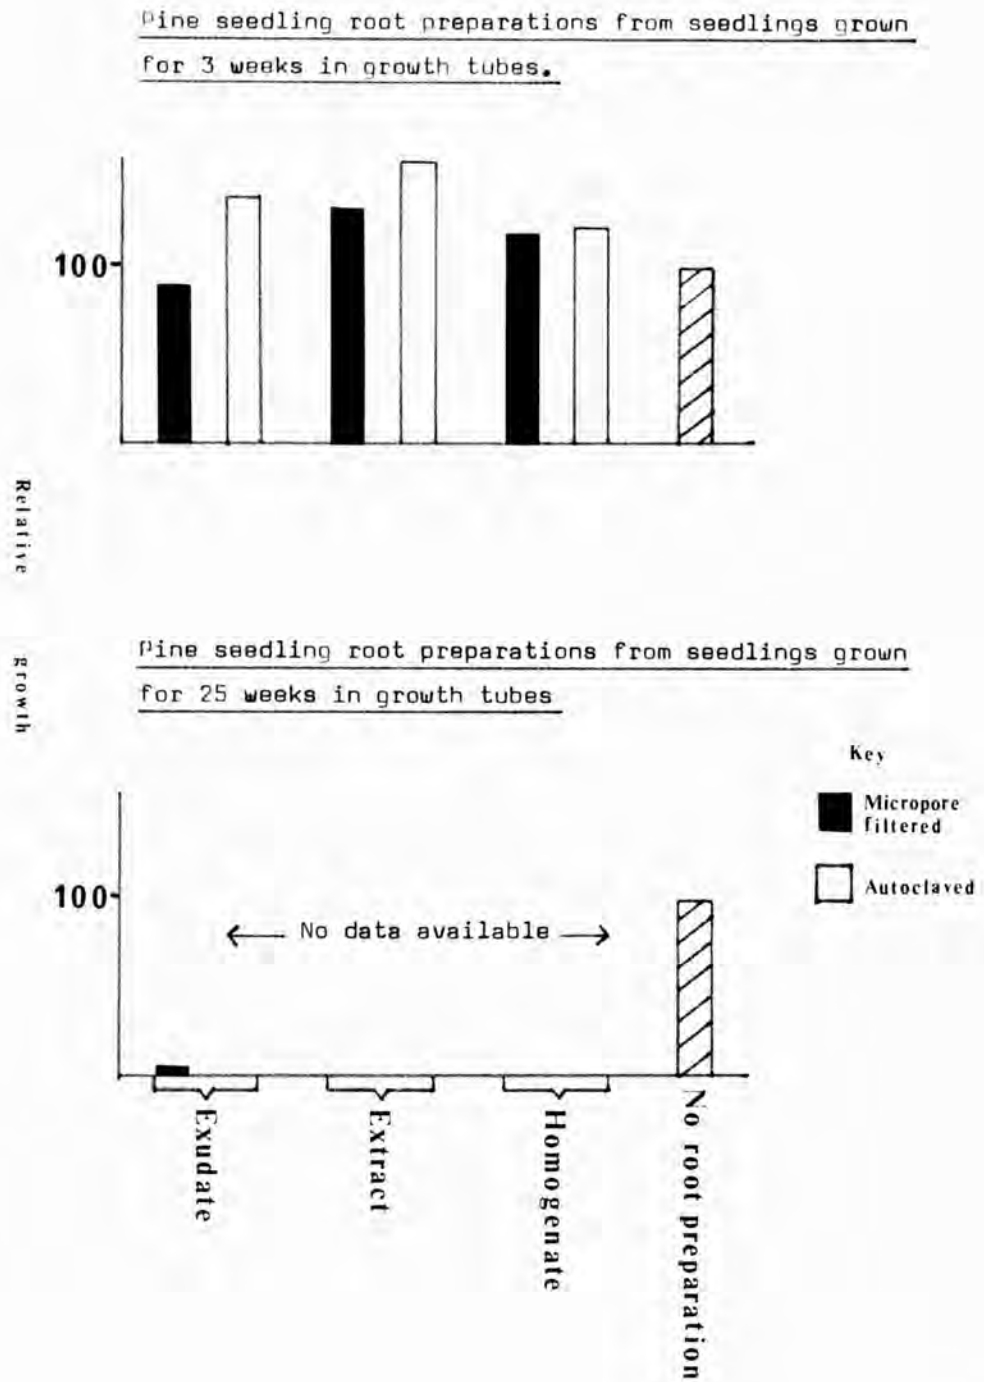 Pine seedling root preparations from seedlings grown
for 3 weeks in growth tubes.
100
Relative growth
Pine seedling root preparations from seedlings grown
for 25 weeks in growth tubes
Key
Micropore
filtered
Autoclaved
100
No data available
Exudate
Extract
Homogenate
No root preparation